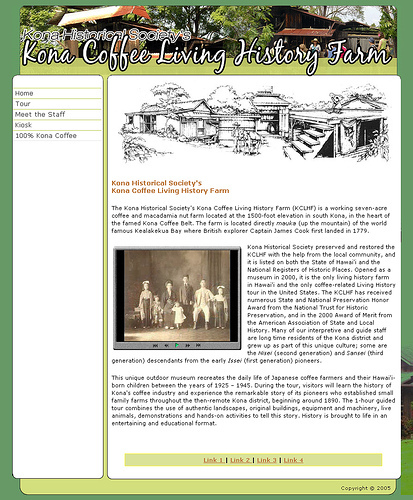 Kona Historical Society's
Kona Coffee Living History Farm
Home
Tour
Meet the Staff
Kiosk
100% Kona Coffee
Kona Historical Society's
Kona Coffee Living History Farm
The Kona Historical Society's Kona Coffee Living History Farm (KCLHF) is a working seven-acre
coffee and macadamia nut farm located at the 1500-foot elevation in south Kona, in the heart of
the famed Kona Coffee Belt. The farm is located directly mauka (up the mountain) of the world
famous Kealakekua Bay where British explorer Captain James Cook first landed in 1779.
Kona Historical Society preserved and restored the
KCLHF with the help from the local community, and
it is listed on both the State of Hawai'i and the
National Registers of Historic Places. Opened as a
museum in 2000, it is the only living history farm
in Hawai'i and the only coffee-related Living History
tour in the United States. The KCLHF has received
numerous State and National Preservation Honor
Award from the National Trust for Historic
Preservation, and in the 2000 Award of Merit from
the American Association of State and Local
History. Many of our interpretive and guide staff
are long time residents of the Kona district and
grew up as part of this unique culture; some are
the Nisei (second generation) and Sansei (third
generation) descendants from the early Issei (first generation) pioneers.
This unique outdoor museum recreates the daily life of Japanese coffee farmers and their Hawai'i-
born children between the years of 1925 - 1945. During the tour, visitors will learn the history of
Kona's coffee industry and experience the remarkable story of its pioneers who established small
family farms throughout the then-remote Kona district, beginning around 1890. The 1-hour guided
tour combines the use of authentic landscapes, original buildings, equipment and machinery, live
animals, demonstrations and hands-on activities to tell this story. History is brought to life in an
entertaining and educational format.
Link 1 | Link 2 | Link 3 | Link 4
Copyright © 2005